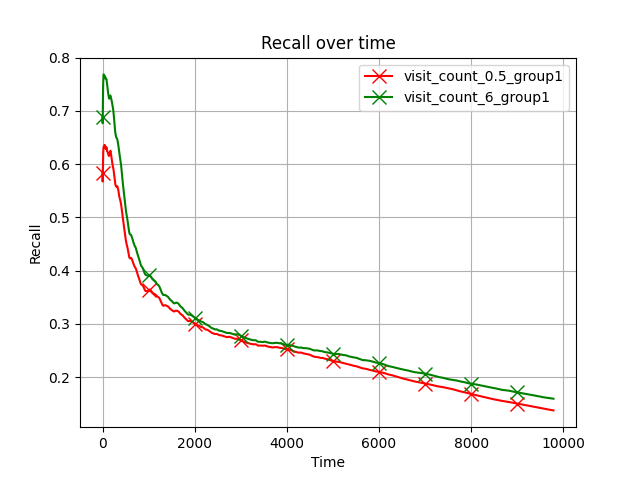 Recall over time
visit_count_0.5_group1
visit_count_6_group1
Recall
0.8
0.7
0.6
0.5
0.4
0.3
0.2
0 2000 4000 6000 8000 10000
Time